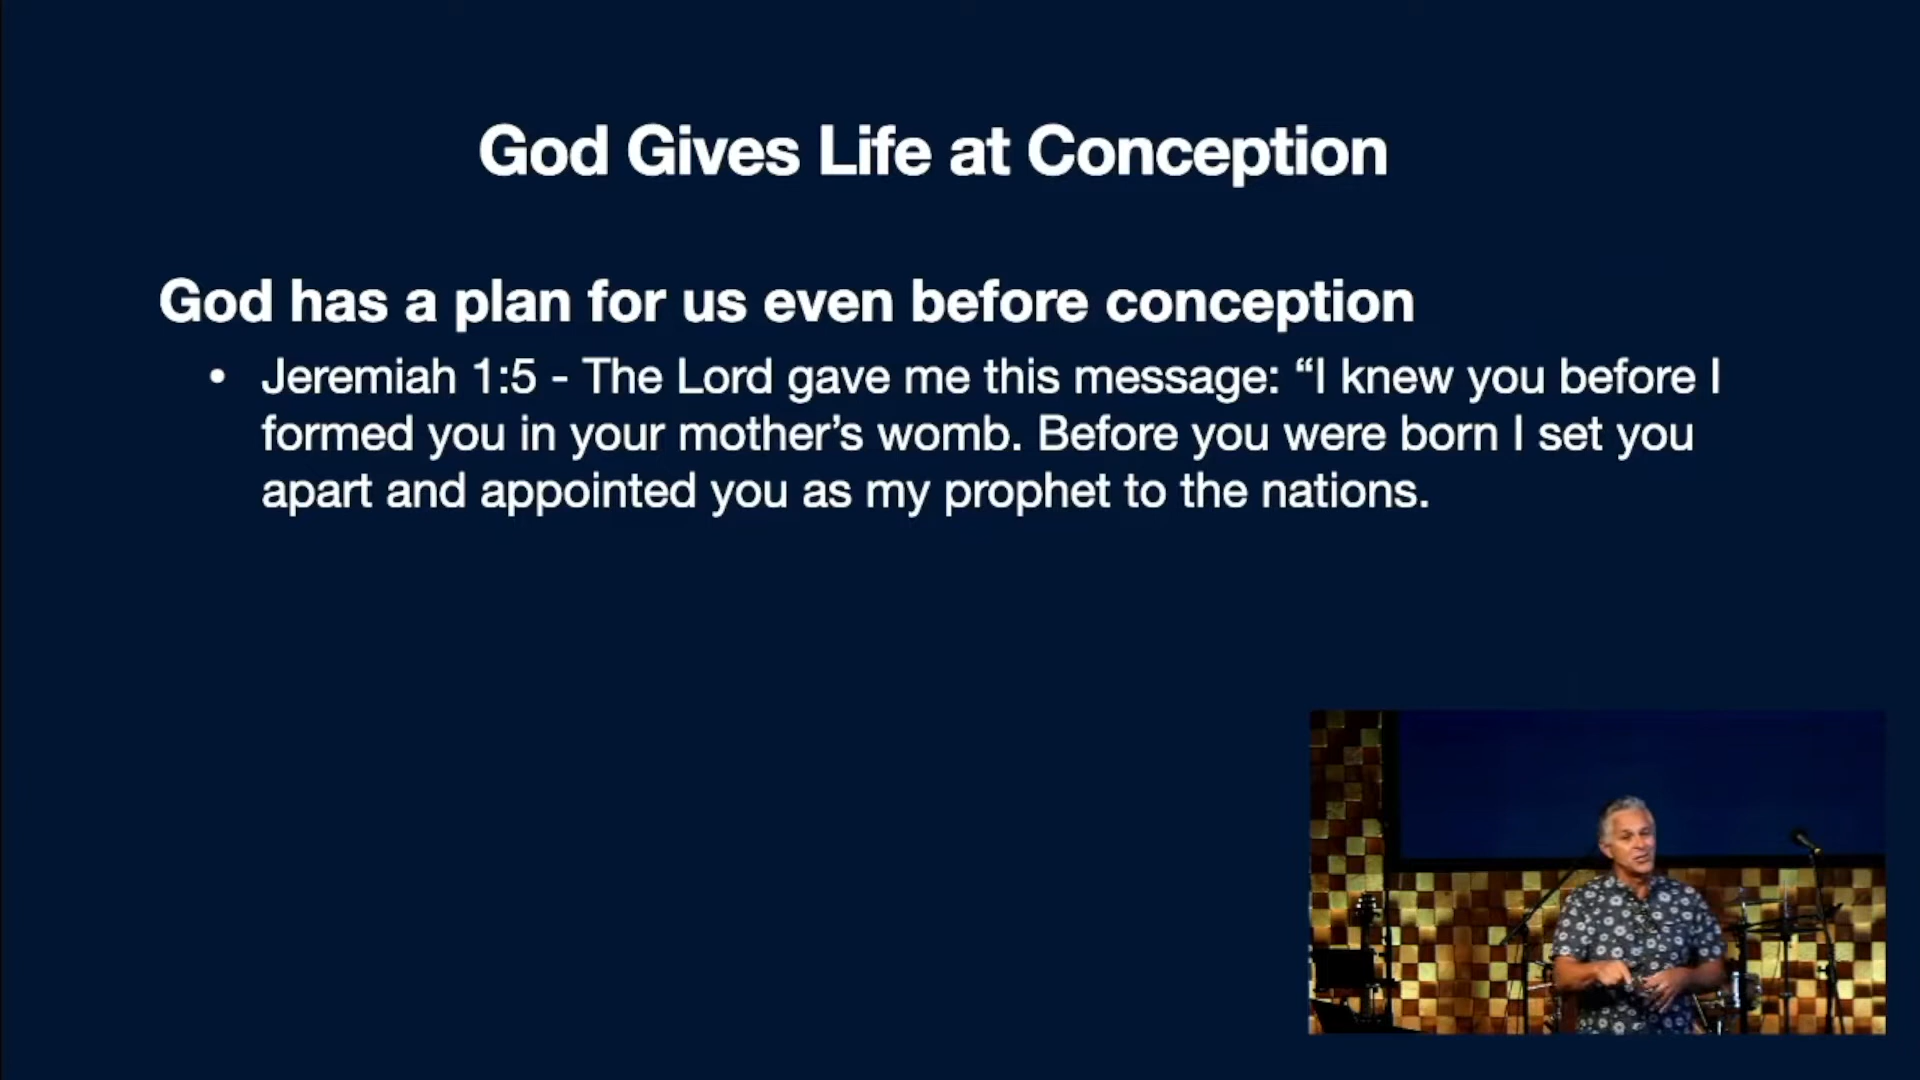 God Gives Life at Conception
God has a plan for us even before conception
• Jeremiah 1:5 - The Lord gave me this message: “I knew you before I
formed you in your mother’s womb. Before you were born I set you
apart and appointed you as my prophet to the nations.